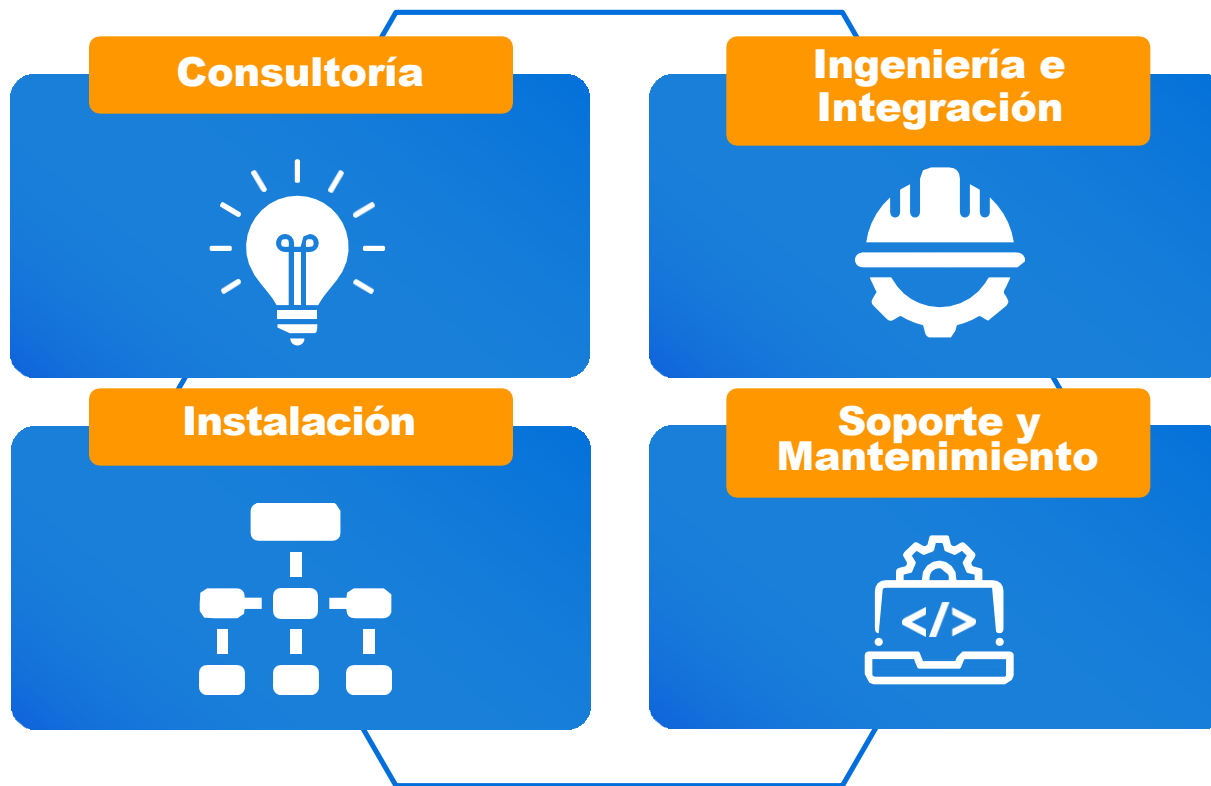 Consultoría
Ingeniería e
Integración
Instalación
Soporte y
Mantenimiento
</>